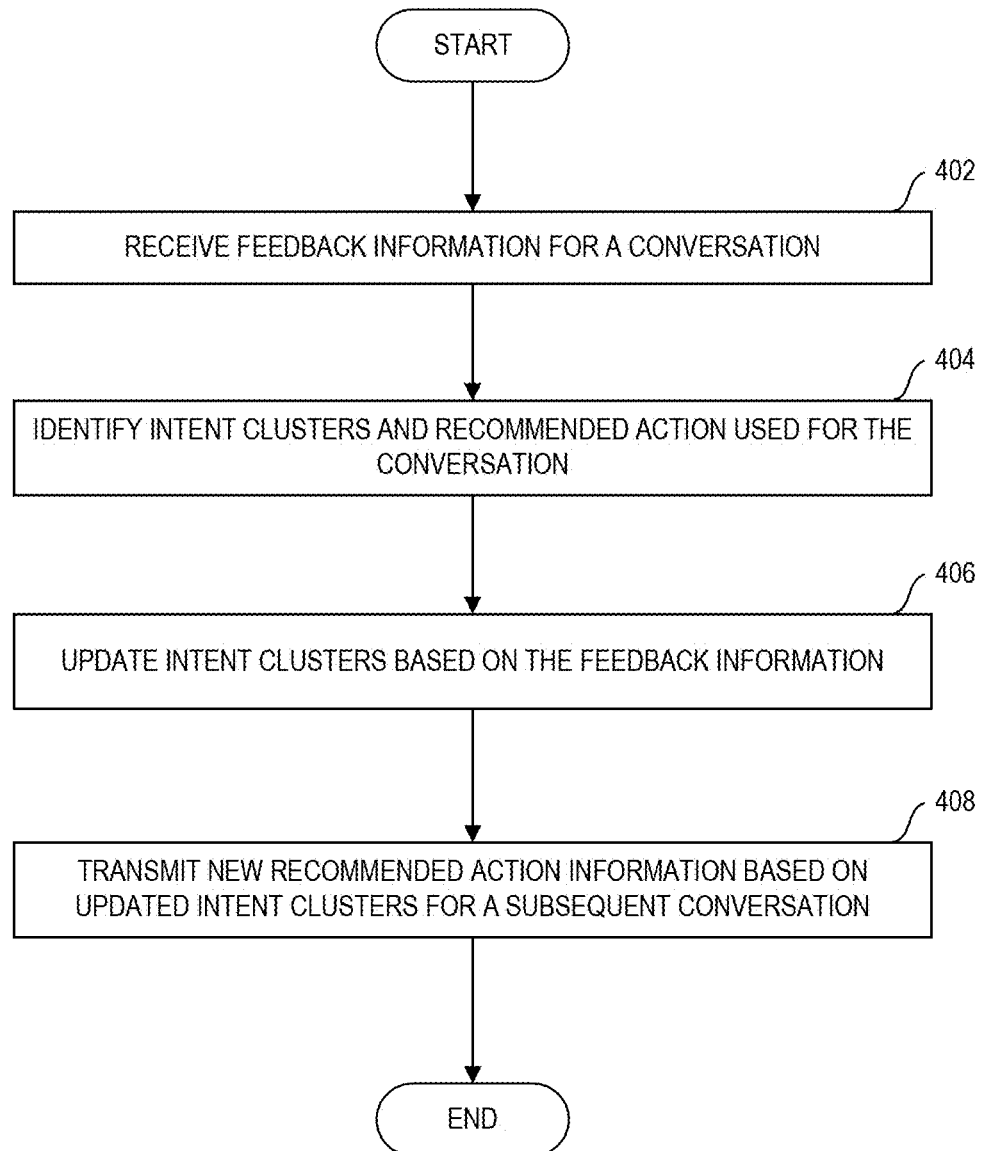 START
402
RECEIVE FEEDBACK INFORMATION FOR A CONVERSATION
404
IDENTIFY INTENT CLUSTERS AND RECOMMENDED ACTION USED FOR THE
CONVERSATION
406
UPDATE INTENT CLUSTERS BASED ON THE FEEDBACK INFORMATION
408
TRANSMIT NEW RECOMMENDED ACTION INFORMATION BASED ON
UPDATED INTENT CLUSTERS FOR A SUBSEQUENT CONVERSATION
END